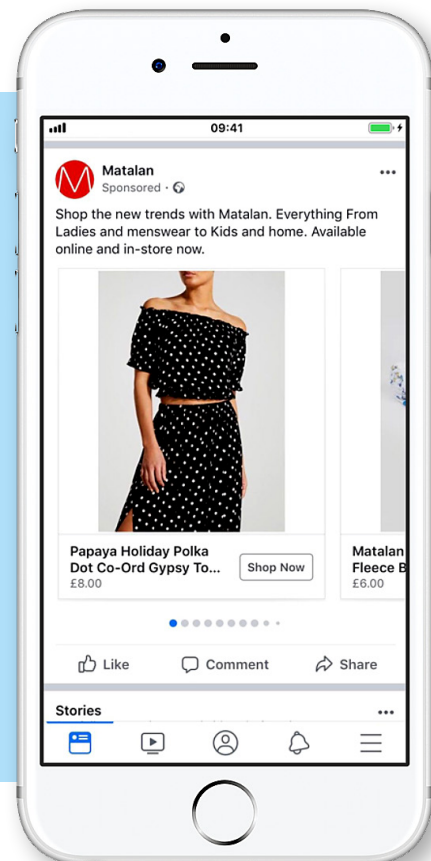 09:41
Matalan
Sponsored ·
Shop the new trends with Matalan. Everything From
Ladies and menswear to Kids and home. Available
online and in-store now.
Papaya Holiday Polka
Dot Co-Ord Gypsy To...
£8.00
Shop Now
Matalan
Fleece B
£6.00
Like
Comment
Share
Stories